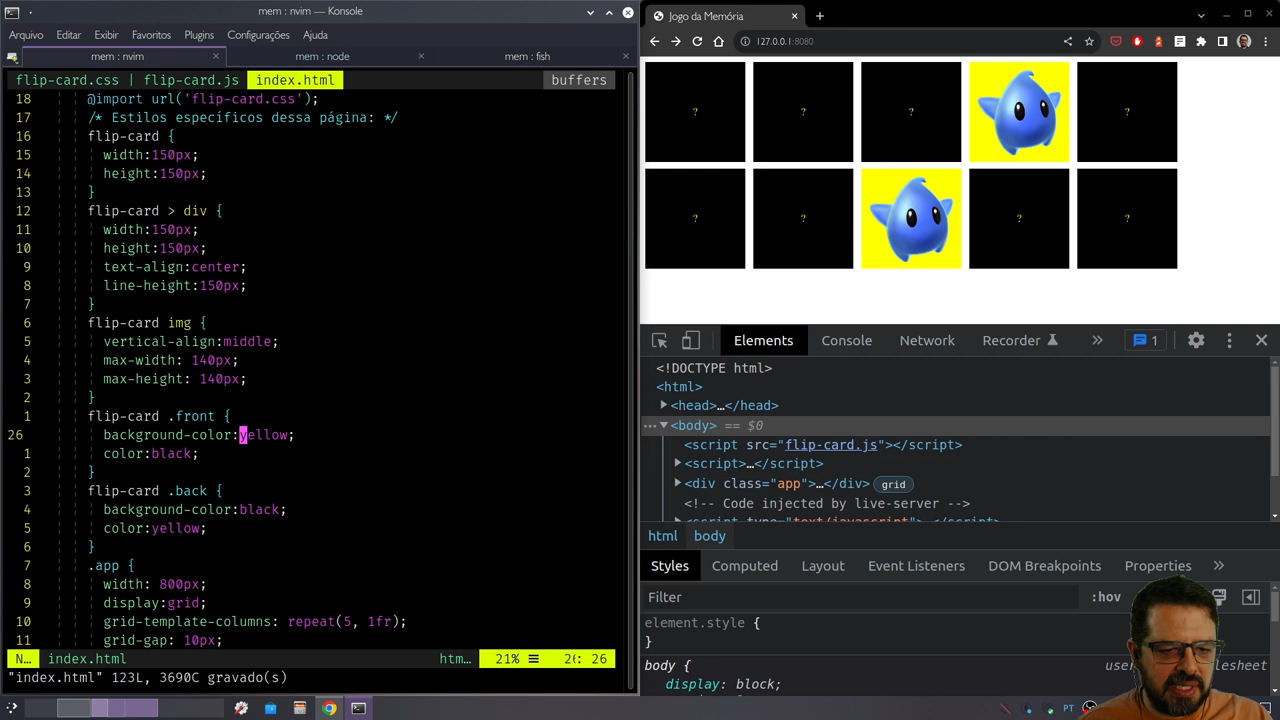 mem : nvim — Konsole
Arquivo Editar Exibir Favoritos Plugins Configurações Ajuda
mem : nvim
mem : node
mem : fish
flip-card.css | flip-card.js index.html buffers
18 @import url('flip-card.css');
17 /* Estilos específicos dessa página: */
16 flip-card {
15 width:150px;
14 height:150px;
13 }
12 flip-card > div {
11 width:150px;
10 height:150px;
9 text-align:center;
8 line-height:150px;
7 }
6 flip-card img {
5 vertical-align:middle;
4 max-width: 140px;
3 max-height: 140px;
2 }
1 flip-card .front {
26 background-color:yellow;
1 color:black;
2 }
3 flip-card .back {
4 background-color:black;
5 color:yellow;
6 }
7 .app {
8 width: 800px;
9 display:grid;
10 grid-template-columns: repeat(5, 1fr);
11 grid-gap: 10px;
N… index.html htm… 21% 26
"index.html" 123L, 3690C gravado(s)
Jogo da Memória
127.0.0.1:8080
? ? ? ?
? ? ? ?
Elements Console Network Recorder 1
<!DOCTYPE html>
<html>
<head>…</head>
<body> == $0
<script src="flip-card.js"></script>
<script>…</script>
<div class="app">…</div> grid
<!-- Code injected by live-server -->
<script type="text/javascript">…</script>
html body
Styles Computed Layout Event Listeners DOM Breakpoints Properties
Filter :hov
element.style {
}
body {
display: block;
PT